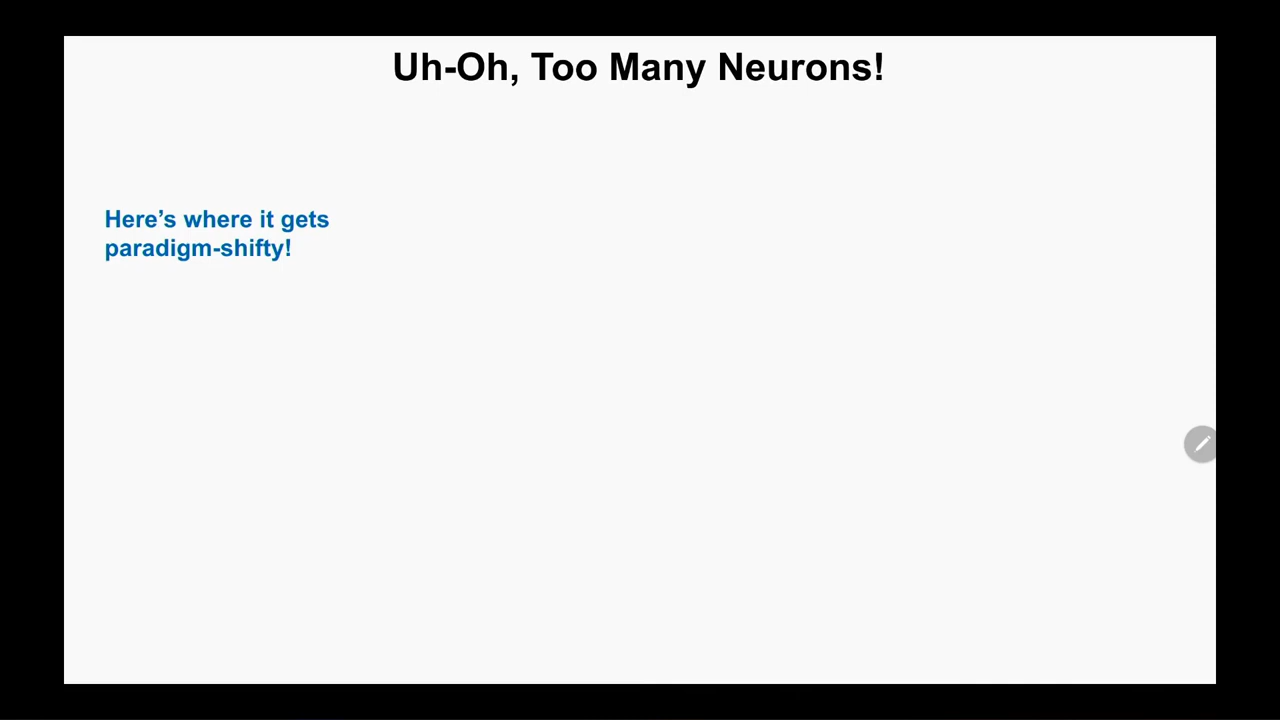 Uh-Oh, Too Many Neurons!
Here’s where it gets
paradigm-shifty!